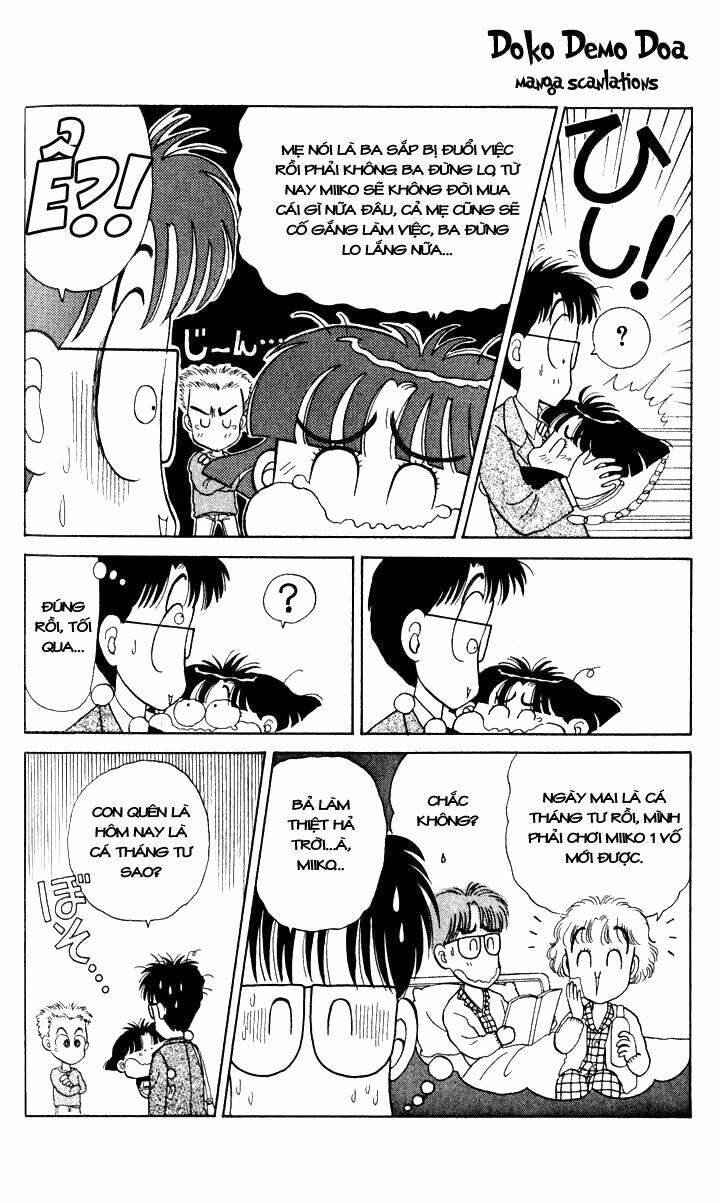 Doko Demo Doa
manga scanlations
ひし!
?
MẸ NÓI LÀ BA SẮP BỊ ĐUỔI VIỆC
RỒI PHẢI KHÔNG BA ĐỪNG LO, TỪ
NAY MIIKO SẼ KHÔNG ĐỜI MUA
CÁI GÌ NỮA ĐÂU, CẢ MẸ CŨNG SẼ
CỐ GẮNG LÀM VIỆC, BA ĐỪNG
LO LẮNG NỮA...
じーん…
Ể?!
?
ĐÚNG
RỒI, TỐI
QUA...
NGÀY MAI LÀ CÁ
THÁNG TƯ RỒI, MÌNH
PHẢI CHƠI MIIKO 1 VỐ
MỚI ĐƯỢC.
CHẮC
KHÔNG?
BẢ LÀM
THIỆT HẢ
TRỜI...À,
MIIKO...
CON QUÊN LÀ
HÔM NAY LÀ
CÁ THÁNG TƯ
SAO?
ぼそ…